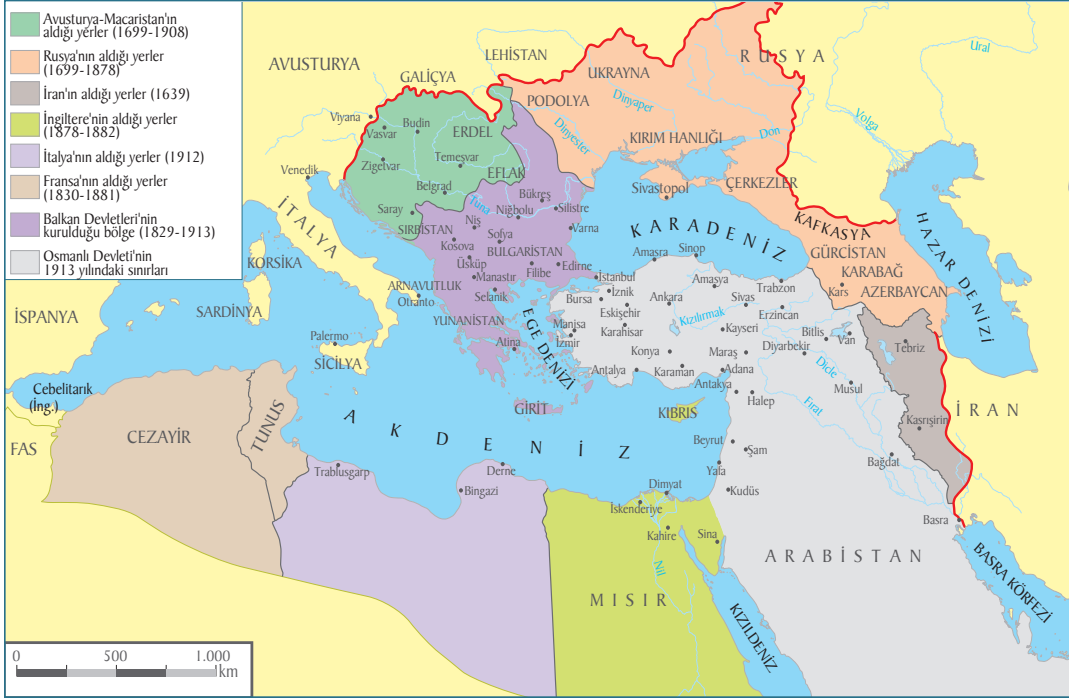 Avusturya-Macaristan'ın
aldığı yerler (1699-1908)
Rusya'nın aldığı yerler
(1699-1878)
İran'ın aldığı yerler (1639)
İngiltere'nin aldığı yerler
(1878-1882)
İtalya'nın aldığı yerler (1912)
Fransa'nın aldığı yerler
(1830-1881)
Balkan Devletleri'nin
kurulduğu bölge (1829-1913)
Osmanlı Devleti'nin
1913 yılındaki sınırları
AVUSTURYA
LEHİSTAN
GALİÇYA
UKRAYNA
RUSYA
Ural
PODOLYA
Dinyaper
Dinyester
Volga
Don
KIRIM HANLIĞI
Viyana
Vasvar
Budin
ERDEL
Zigetvar
Temeşvar
EFLAK
Venedik
Belgrad
Sivastopol
ÇERKEZLER
Bükreş
Tuna
Niğbolu
Silistre
Saray
SIRBİSTAN
Niş
Varna
Sofya
Kosova
BULGARİSTAN
Üsküp
Filibe
Edirne
Manastır
İstanbul
ARNAVUTLUK
Otranto
Selanik
YUNANİSTAN
Atina
EGE DENİZİ
KARADENİZ
KAFKASYA
GÜRCİSTAN
KARABAĞ
Kars
AZERBAYCAN
HAZAR DENİZİ
İTALYA
KORSİKA
SARDİNYA
İSPANYA
Palermo
SİCİLYA
Amasra
Sinop
İznik
Bursa
Ankara
Amasya
Sivas
Trabzon
Eskişehir
Kızılırmak
Erzincan
Manisa
Karahisar
Kayseri
Bitlis
Van
İzmir
Diyarbekir
Tebriz
Konya
Maraş
Antalya
Karaman
Adana
Dicle
Antakya
Musul
Halep
Fırat
İRAN
Kasrışirin
Cebelitarık
(İng.)
FAS
CEZAYİR
TUNUS
AKDENİZ
GİRİT
KIBRIS
Beyrut
Şam
Bağdat
Trablusgarp
Derne
Bingazi
Yafa
Dimyat
Kudüs
İskenderiye
Kahire
Sina
Basra
ARABİSTAN
BASRA KÖRFEZİ
Nil
MISIR
KIZILDENİZ
0 500 1.000
km